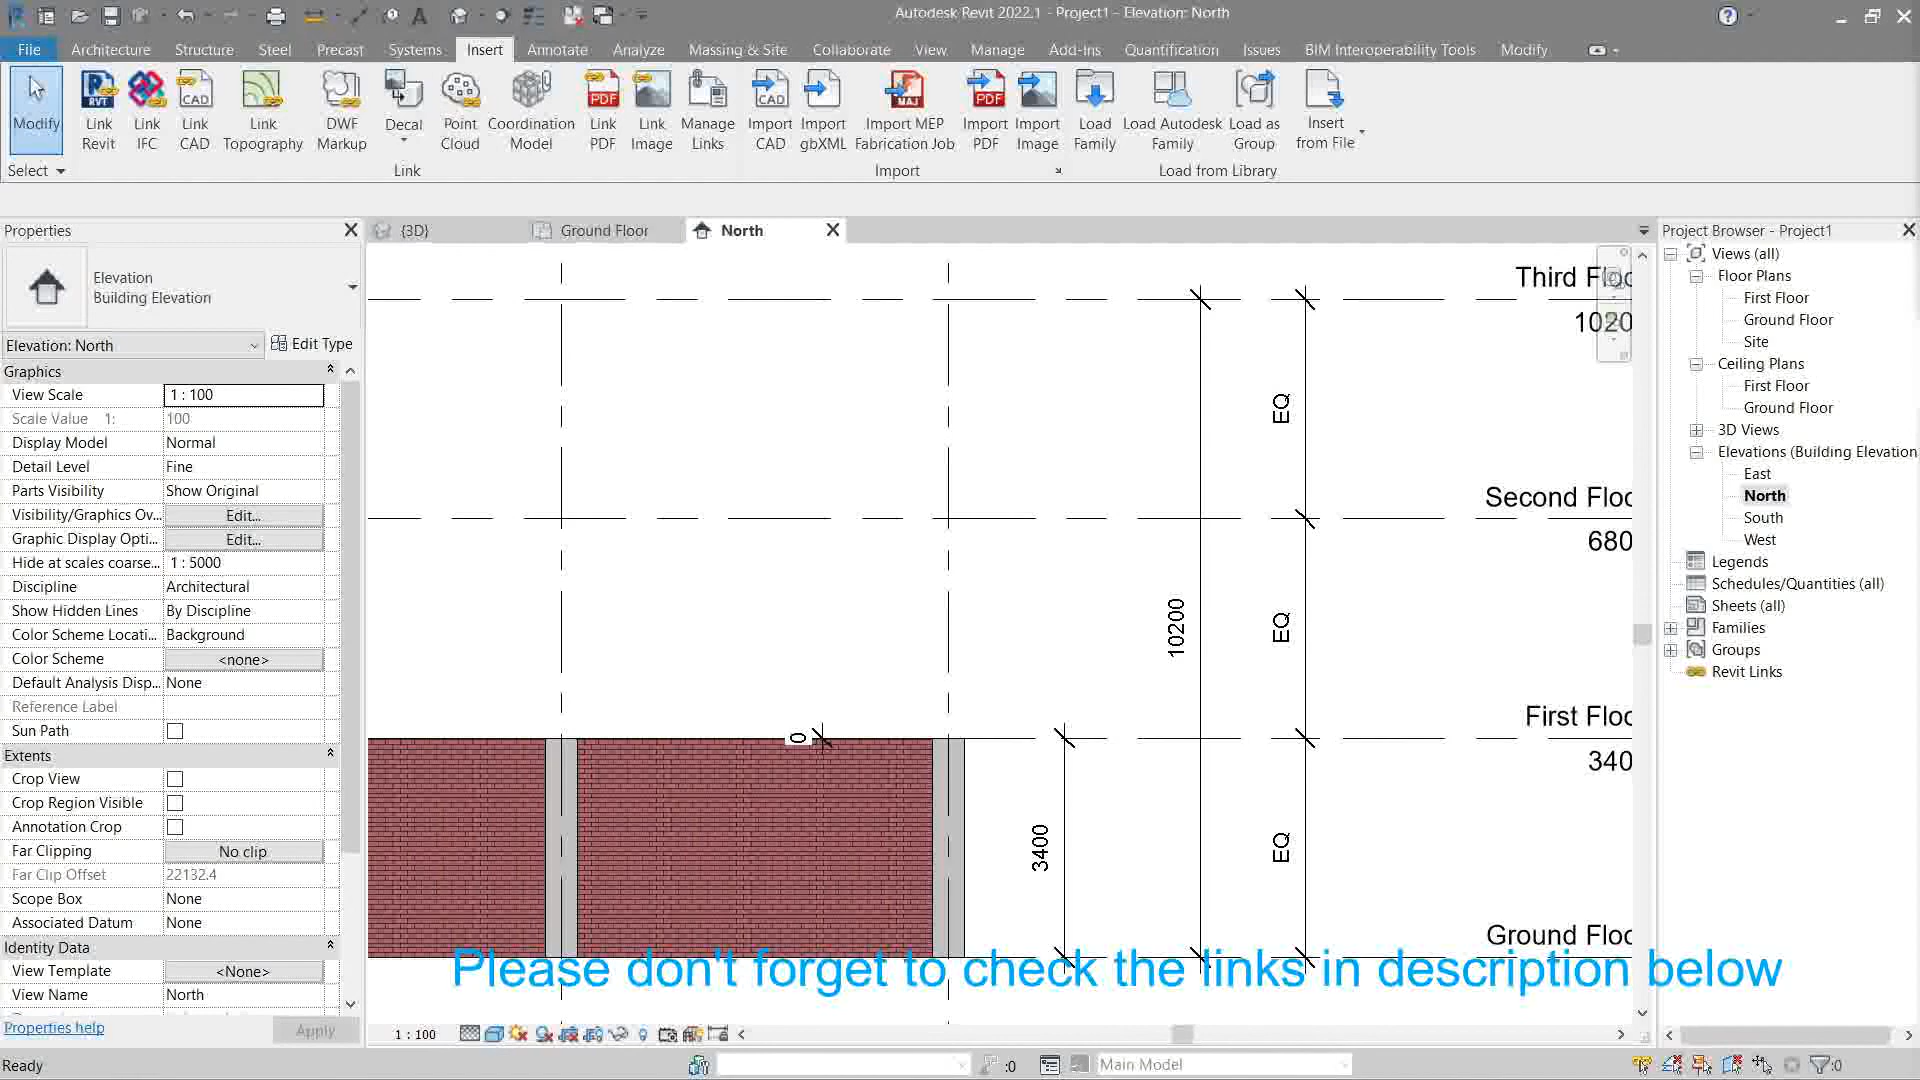 Autodesk Revit 2022.1 - Project1 - Elevation: North
File Architecture Structure Steel Precast Systems Insert Annotate Analyze Massing & Site Collaborate View Manage Add-Ins Quantification Issues BIM Interoperability Tools Modify
Modify
Link Revit
Link IFC
Link CAD
Link Topography
DWF Markup
Decal
Point Cloud
Coordination Model
Link PDF
Link Image
Manage Links
Import CAD
Import gbXML
Import MEP Fabrication Job
Import PDF
Import Image
Load Family
Load Autodesk Family
Load as Group
Insert from File
Select
Link
Import
Load from Library
Properties
{3D}
Ground Floor
North
Project Browser - Project1
Elevation
Building Elevation
Elevation: North
Edit Type
Graphics
View Scale 1 : 100
Scale Value 1: 100
Display Model Normal
Detail Level Fine
Parts Visibility Show Original
Visibility/Graphics Ov... Edit...
Graphic Display Opti... Edit...
Hide at scales coarse... 1 : 5000
Discipline Architectural
Show Hidden Lines By Discipline
Color Scheme Locati... Background
Color Scheme <none>
Default Analysis Disp... None
Reference Label
Sun Path
Extents
Crop View
Crop Region Visible
Annotation Crop
Far Clipping No clip
Far Clip Offset 22132.4
Scope Box None
Associated Datum None
Identity Data
View Template <None>
View Name North
Properties help
Apply
Third Floo
1020
EQ
Second Floo
680
10200
EQ
First Floo
340
0
3400
EQ
Ground Floo
Please don't forget to check the links in description below
Views (all)
Floor Plans
First Floor
Ground Floor
Site
Ceiling Plans
First Floor
Ground Floor
3D Views
Elevations (Building Elevation
East
North
South
West
Legends
Schedules/Quantities (all)
Sheets (all)
Families
Groups
Revit Links
1 : 100
Ready
:0
Main Model
:0